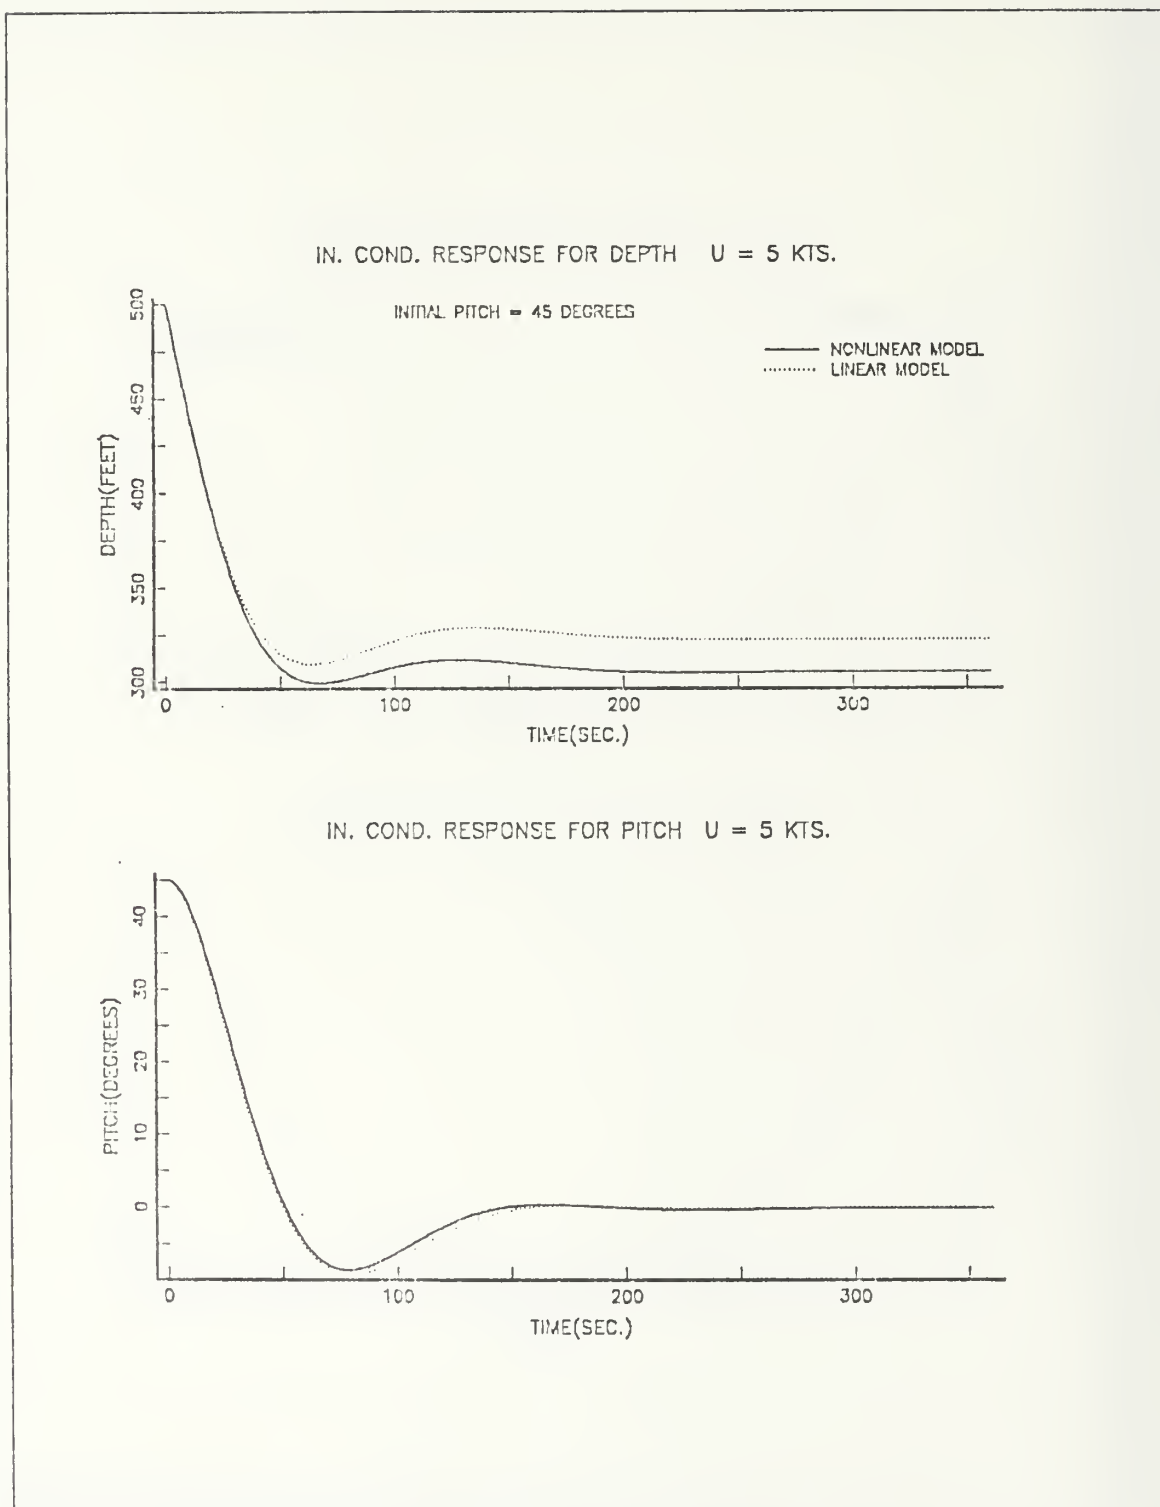 IN. COND. RESPONSE FOR DEPTH U = 5 KTS.
INITIAL PITCH = 45 DEGREES
NONLINEAR MODEL
LINEAR MODEL
DEPTH(FEET)
500
450
400
350
300
0 100 200 300
TIME(SEC.)
IN. COND. RESPONSE FOR PITCH U = 5 KTS.
PITCH(DEGREES)
40
30
20
10
0
0 100 200 300
TIME(SEC.)